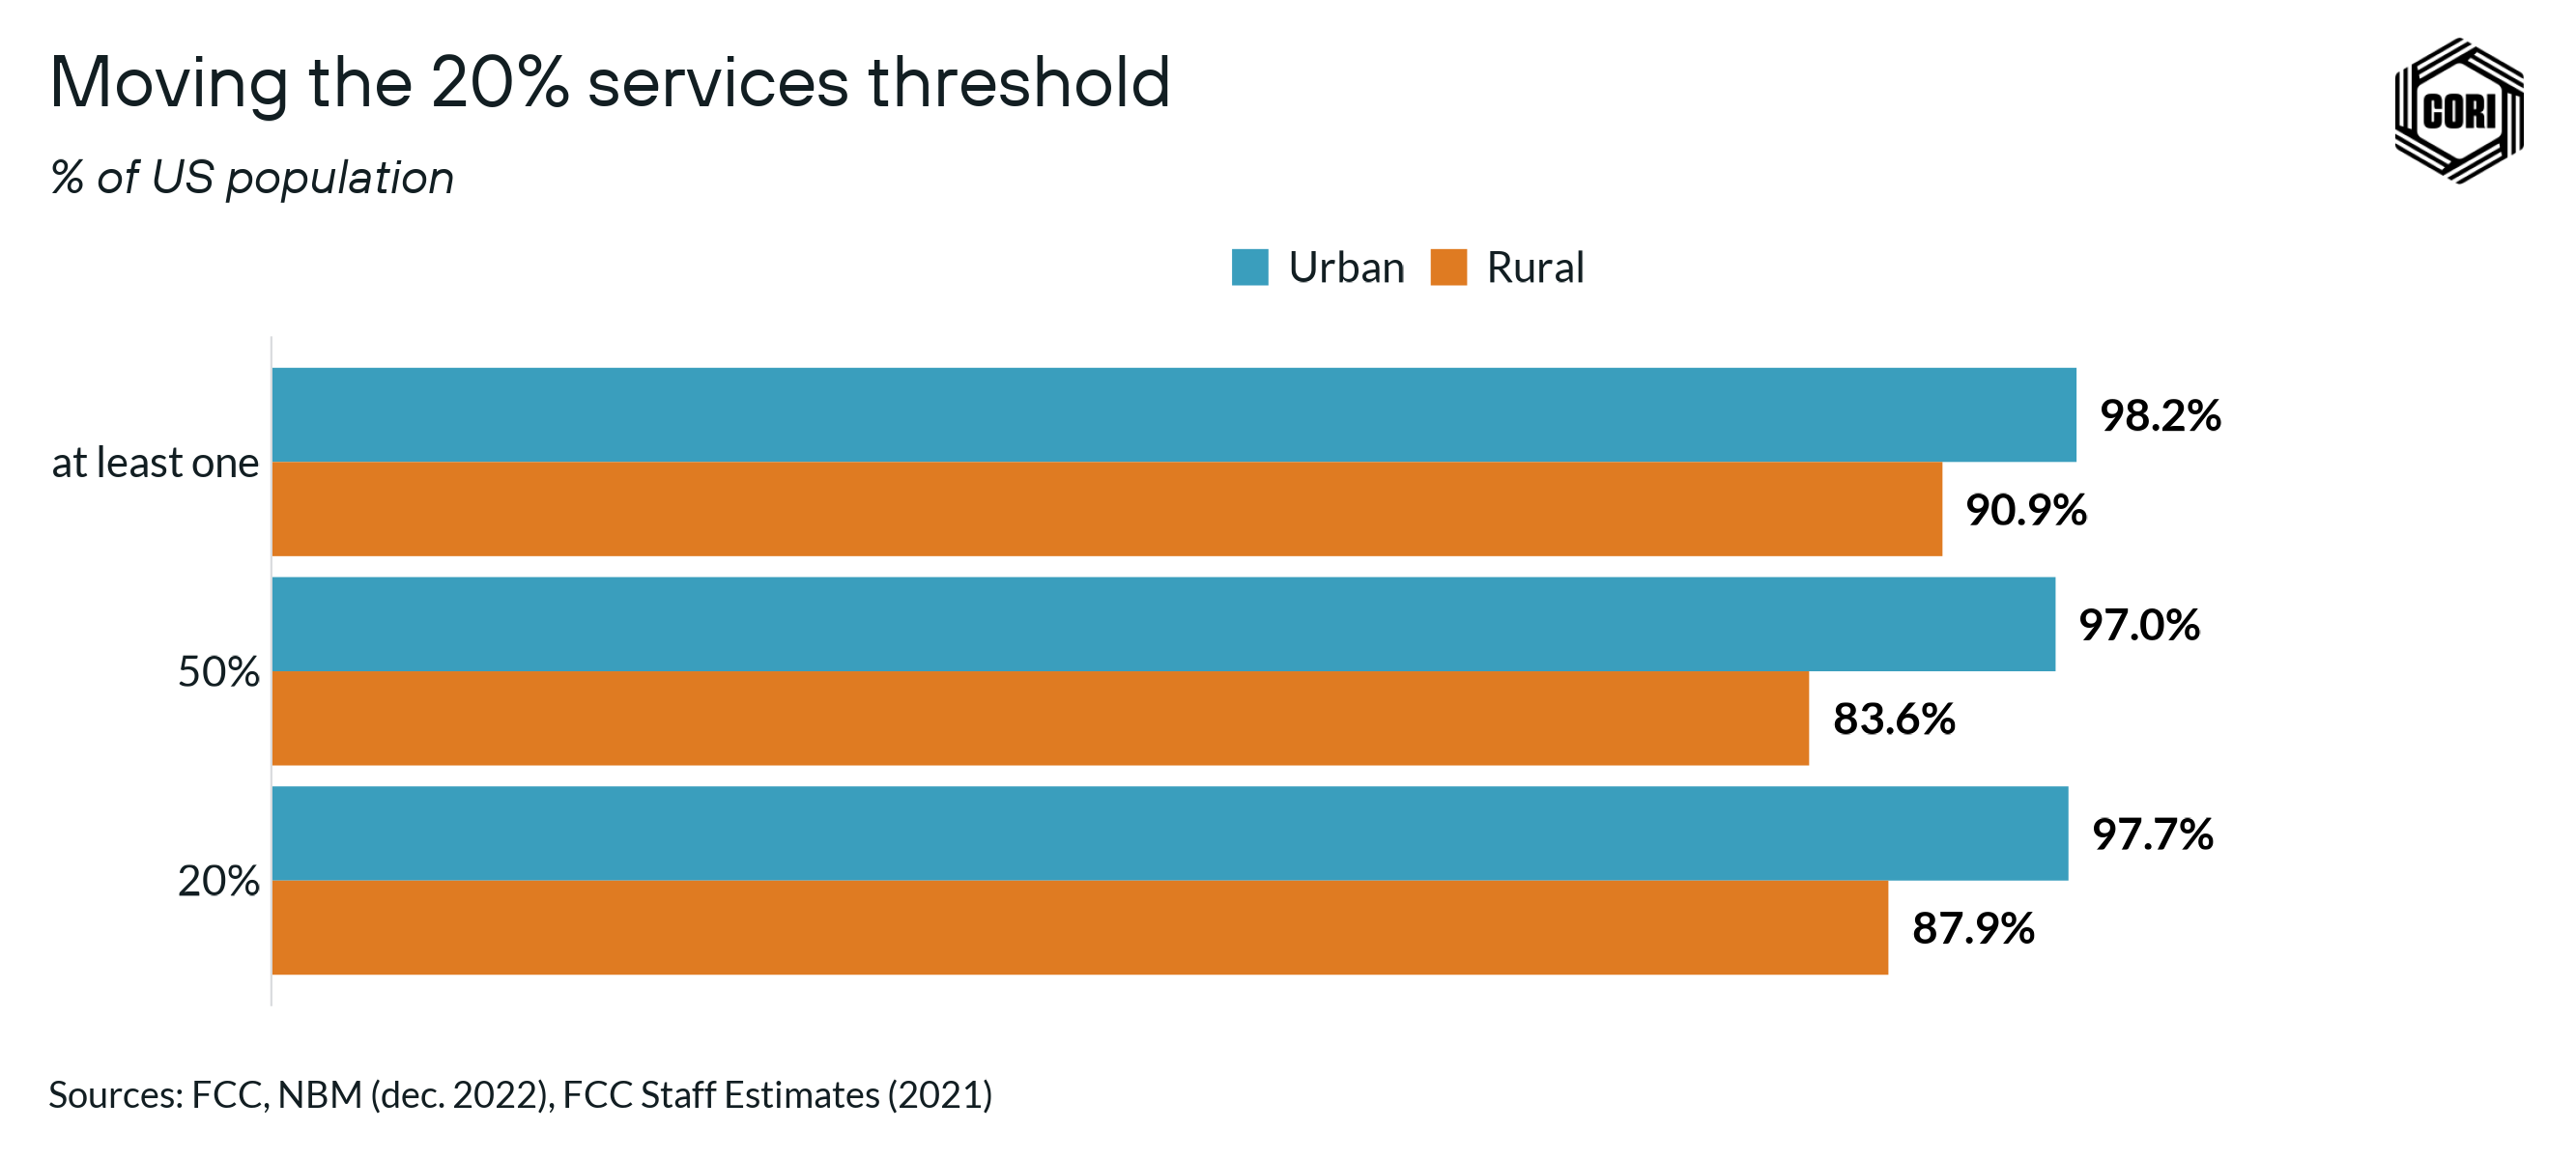 Moving the 20% services threshold
CORI
% of US population
Urban Rural
98.2%
at least one
90.9%
97.0%
50%
83.6%
97.7%
20%
87.9%
Sources: FCC, NBM (dec. 2022), FCC Staff Estimates (2021)